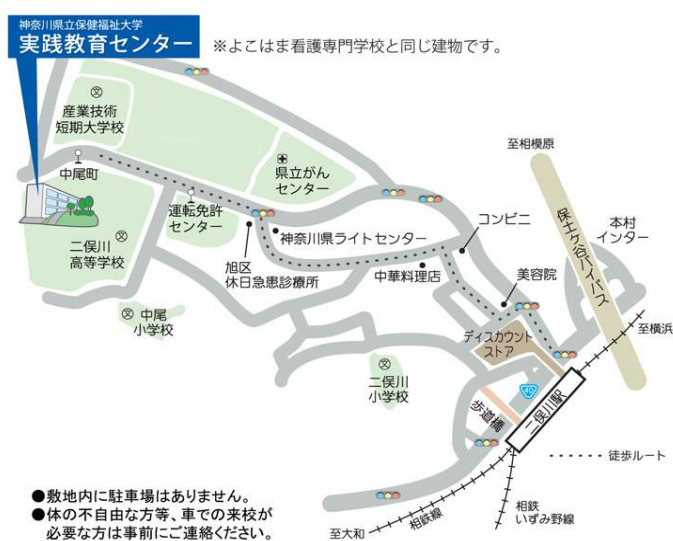 神奈川県立保健福祉大学
実践教育センター
※よこはま看護専門学校と同じ建物です。
産業技術
短期大学校
中尾町
県立がん
センター
至相模原
保土ヶ谷バイパス
本村
インター
コンビニ
運転免許
センター
神奈川県ライトセンター
二俣川
高等学校
旭区
休日急患診療所
中華料理店
美容院
中尾
小学校
ディスカウント
ストア
至横浜
二俣川
小学校
歩道橋
二俣川駅
徒歩ルート
●敷地内に駐車場はありません。
●体の不自由な方等、車での来校が
必要な方は事前にご連絡ください。
至大和
相鉄線
相鉄
いずみ野線